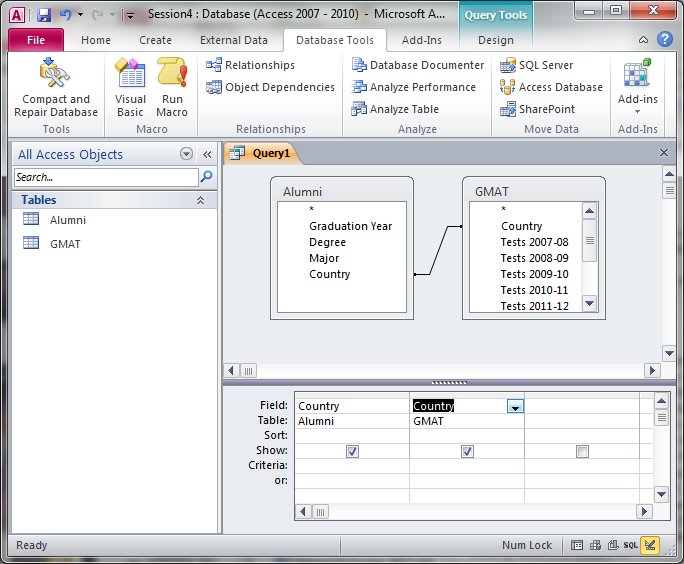 Session4 : Database (Access 2007 - 2010) - Microsoft A...
Query Tools
File Home Create External Data Database Tools Add-Ins Design
Compact and Repair Database
Tools
Visual Basic
Run Macro
Macro
Relationships
Object Dependencies
Relationships
Database Documenter
Analyze Performance
Analyze Table
Analyze
SQL Server
Access Database
SharePoint
Move Data
Add-ins
Add-Ins
All Access Objects
Search...
Tables
Alumni
GMAT
Query1
Alumni
*
Graduation Year
Degree
Major
Country
GMAT
*
Country
Tests 2007-08
Tests 2008-09
Tests 2009-10
Tests 2010-11
Tests 2011-12
Field: Country Country
Table: Alumni GMAT
Sort:
Show:
Criteria:
or:
Ready
Num Lock
SQL